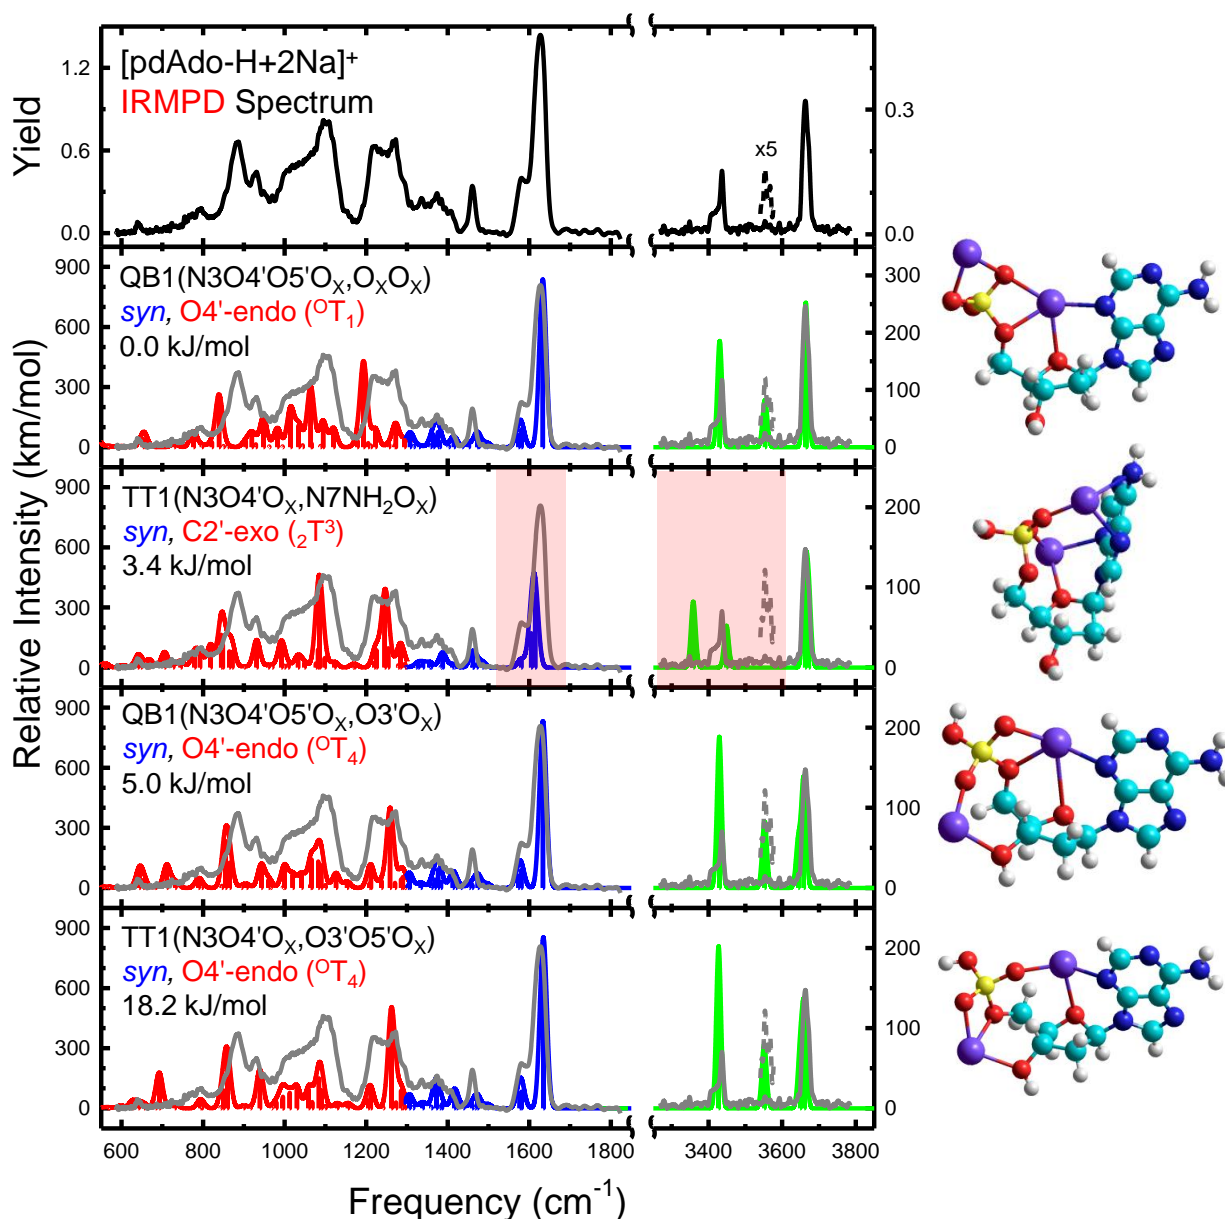 [pdAdo-H+2Na]⁺
IRMPD Spectrum
x5
Yield
1.2
0.6
0.0
0.3
0.0
QB1(N3O4'O5'Oₓ,OₓOₓ)
syn, O4'-endo (ᴼT₁)
0.0 kJ/mol
900
600
300
0
300
200
100
0
TT1(N3O4'Oₓ,N7NH₂Oₓ)
syn, C2'-exo (₂T³)
3.4 kJ/mol
900
600
300
0
200
100
0
QB1(N3O4'O5'Oₓ,O3'Oₓ)
syn, O4'-endo (ᴼT₄)
5.0 kJ/mol
900
600
300
0
200
100
0
TT1(N3O4'Oₓ,O3'O5'Oₓ)
syn, O4'-endo (ᴼT₄)
18.2 kJ/mol
900
600
300
0
200
100
0
Relative Intensity (km/mol)
600 800 1000 1200 1400 1600 1800 3400 3600 3800
Frequency (cm⁻¹)